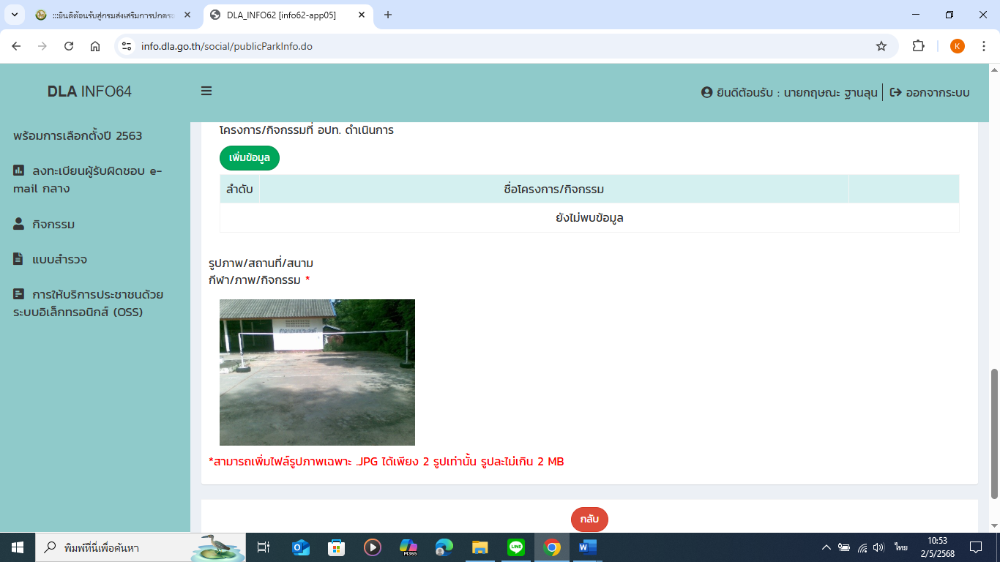 :::ยินดีต้อนรับสู่กรมส่งเสริมการปกคร
DLA_INFO62 [info62-app05]
info.dla.go.th/social/publicParkInfo.do
K
DLA INFO64
ยินดีต้อนรับ : นายกฤษณะ ฐานลุน
ออกจากระบบ
พร้อมการเลือกตั้งปี 2563
ลงทะเบียนผู้รับผิดชอบ e-
mail กลาง
กิจกรรม
แบบสำรวจ
การให้บริการประชาชนด้วย
ระบบอิเล็กทรอนิกส์ (OSS)
โครงการ/กิจกรรมที่ อปท. ดำเนินการ
เพิ่มข้อมูล
ลำดับ ชื่อโครงการ/กิจกรรม
ยังไม่พบข้อมูล
รูปภาพ/สถานที่/สนาม
กีฬา/ภาพ/กิจกรรม *
ศาลาอเนกประสงค์
*สามารถเพิ่มไฟล์รูปภาพเฉพาะ .JPG ได้เพียง 2 รูปเท่านั้น รูปละไม่เกิน 2 MB
กลับ
พิมพ์ที่นี่เพื่อค้นหา
M365
LINE
ไทย
10:53
2/5/2568